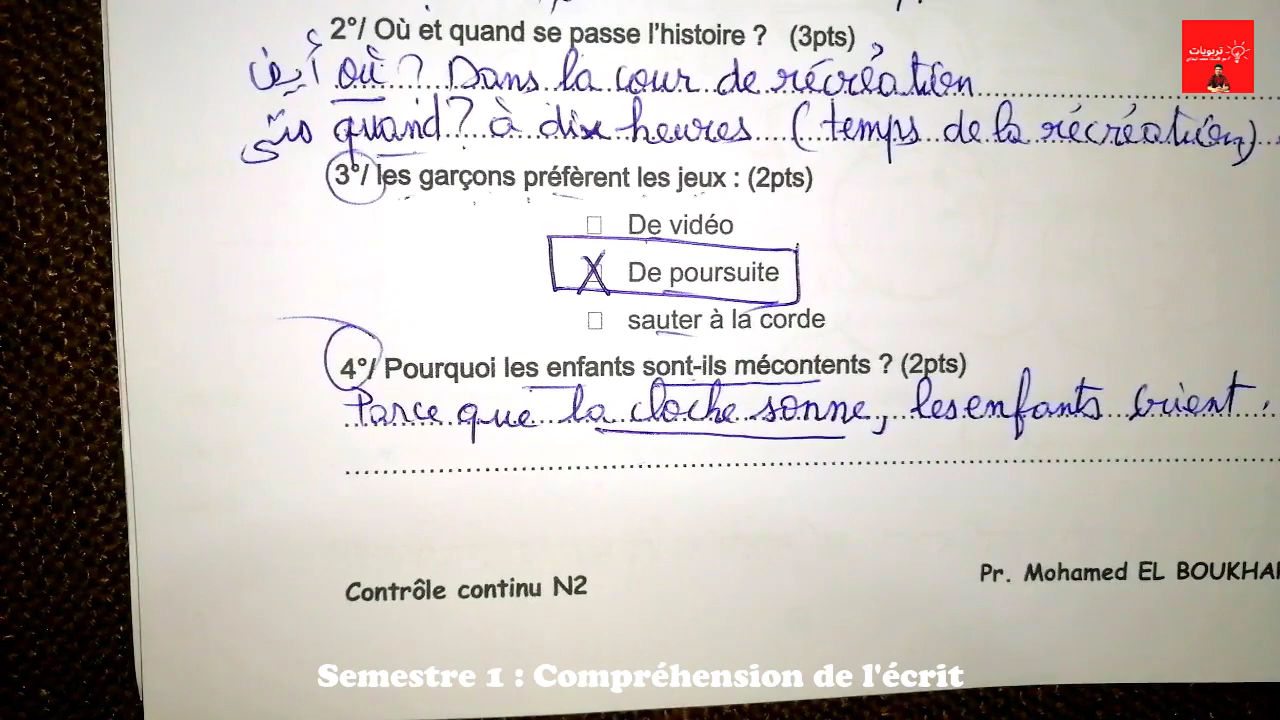 2°/ Où et quand se passe l'histoire ? (3pts)
أين où ? Dans la cour de récréation
متى quand ? à dix heures (temps de la récréation)
3°/ les garçons préfèrent les jeux : (2pts)
De vidéo
X De poursuite
sauter à la corde
4°/ Pourquoi les enfants sont-ils mécontents ? (2pts)
Parce que la cloche sonne, les enfants crient.
Contrôle continu N2
Pr. Mohamed EL BOUKHA
Semestre 1 : Compréhension de l'écrit
تربويات